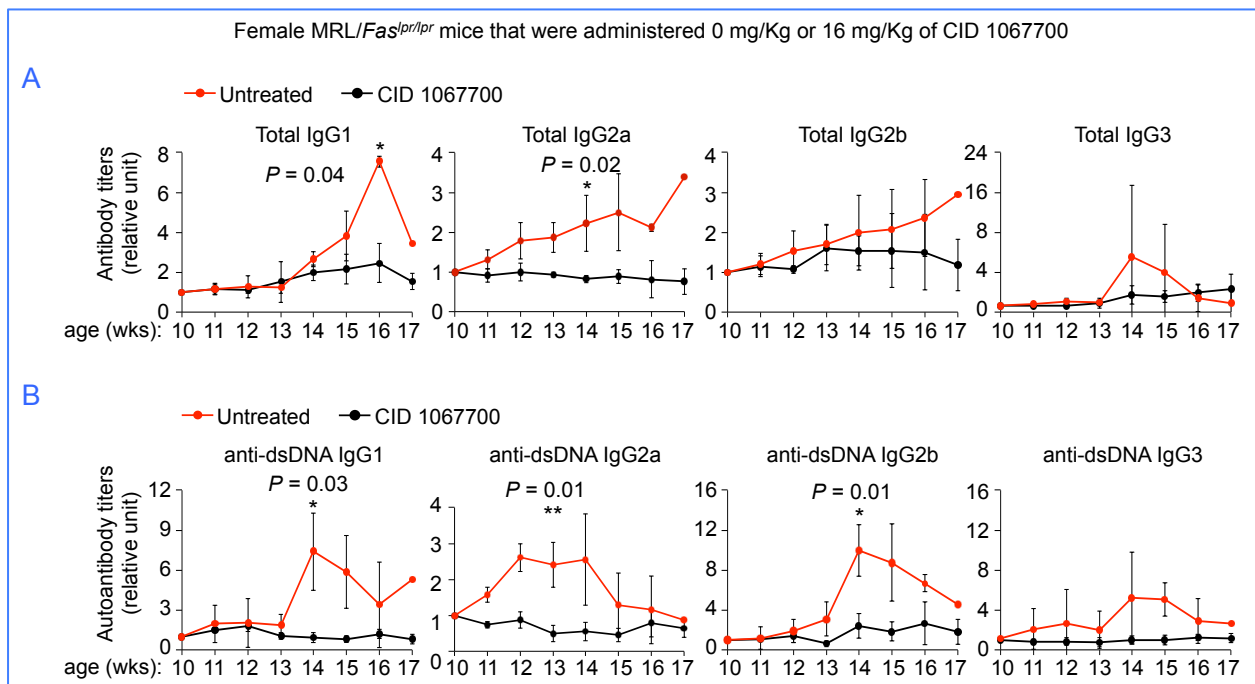 Female MRL/Fas^lpr/lpr mice that were administered 0 mg/Kg or 16 mg/Kg of CID 1067700
A
Untreated CID 1067700
Total IgG1 Total IgG2a Total IgG2b Total IgG3
Antibody titers
(relative unit)
8 6 4 2 0
P = 0.04 *
4 3 2 1 0
P = 0.02
*
4 3 2 1 0
24 12 4 0
age (wks): 10 11 12 13 14 15 16 17 10 11 12 13 14 15 16 17 10 11 12 13 14 15 16 17 10 11 12 13 14 15 16 17
B
Untreated CID 1067700
anti-dsDNA IgG1 anti-dsDNA IgG2a anti-dsDNA IgG2b anti-dsDNA IgG3
Autoantibody titers
(relative unit)
12 9 6 3 0
P = 0.03
*
4 3 2 1 0
P = 0.01
**
16 12 8 4 0
P = 0.01
*
16 12 8 4 0
age (wks): 10 11 12 13 14 15 16 17 10 11 12 13 14 15 16 17 10 11 12 13 14 15 16 17 10 11 12 13 14 15 16 17